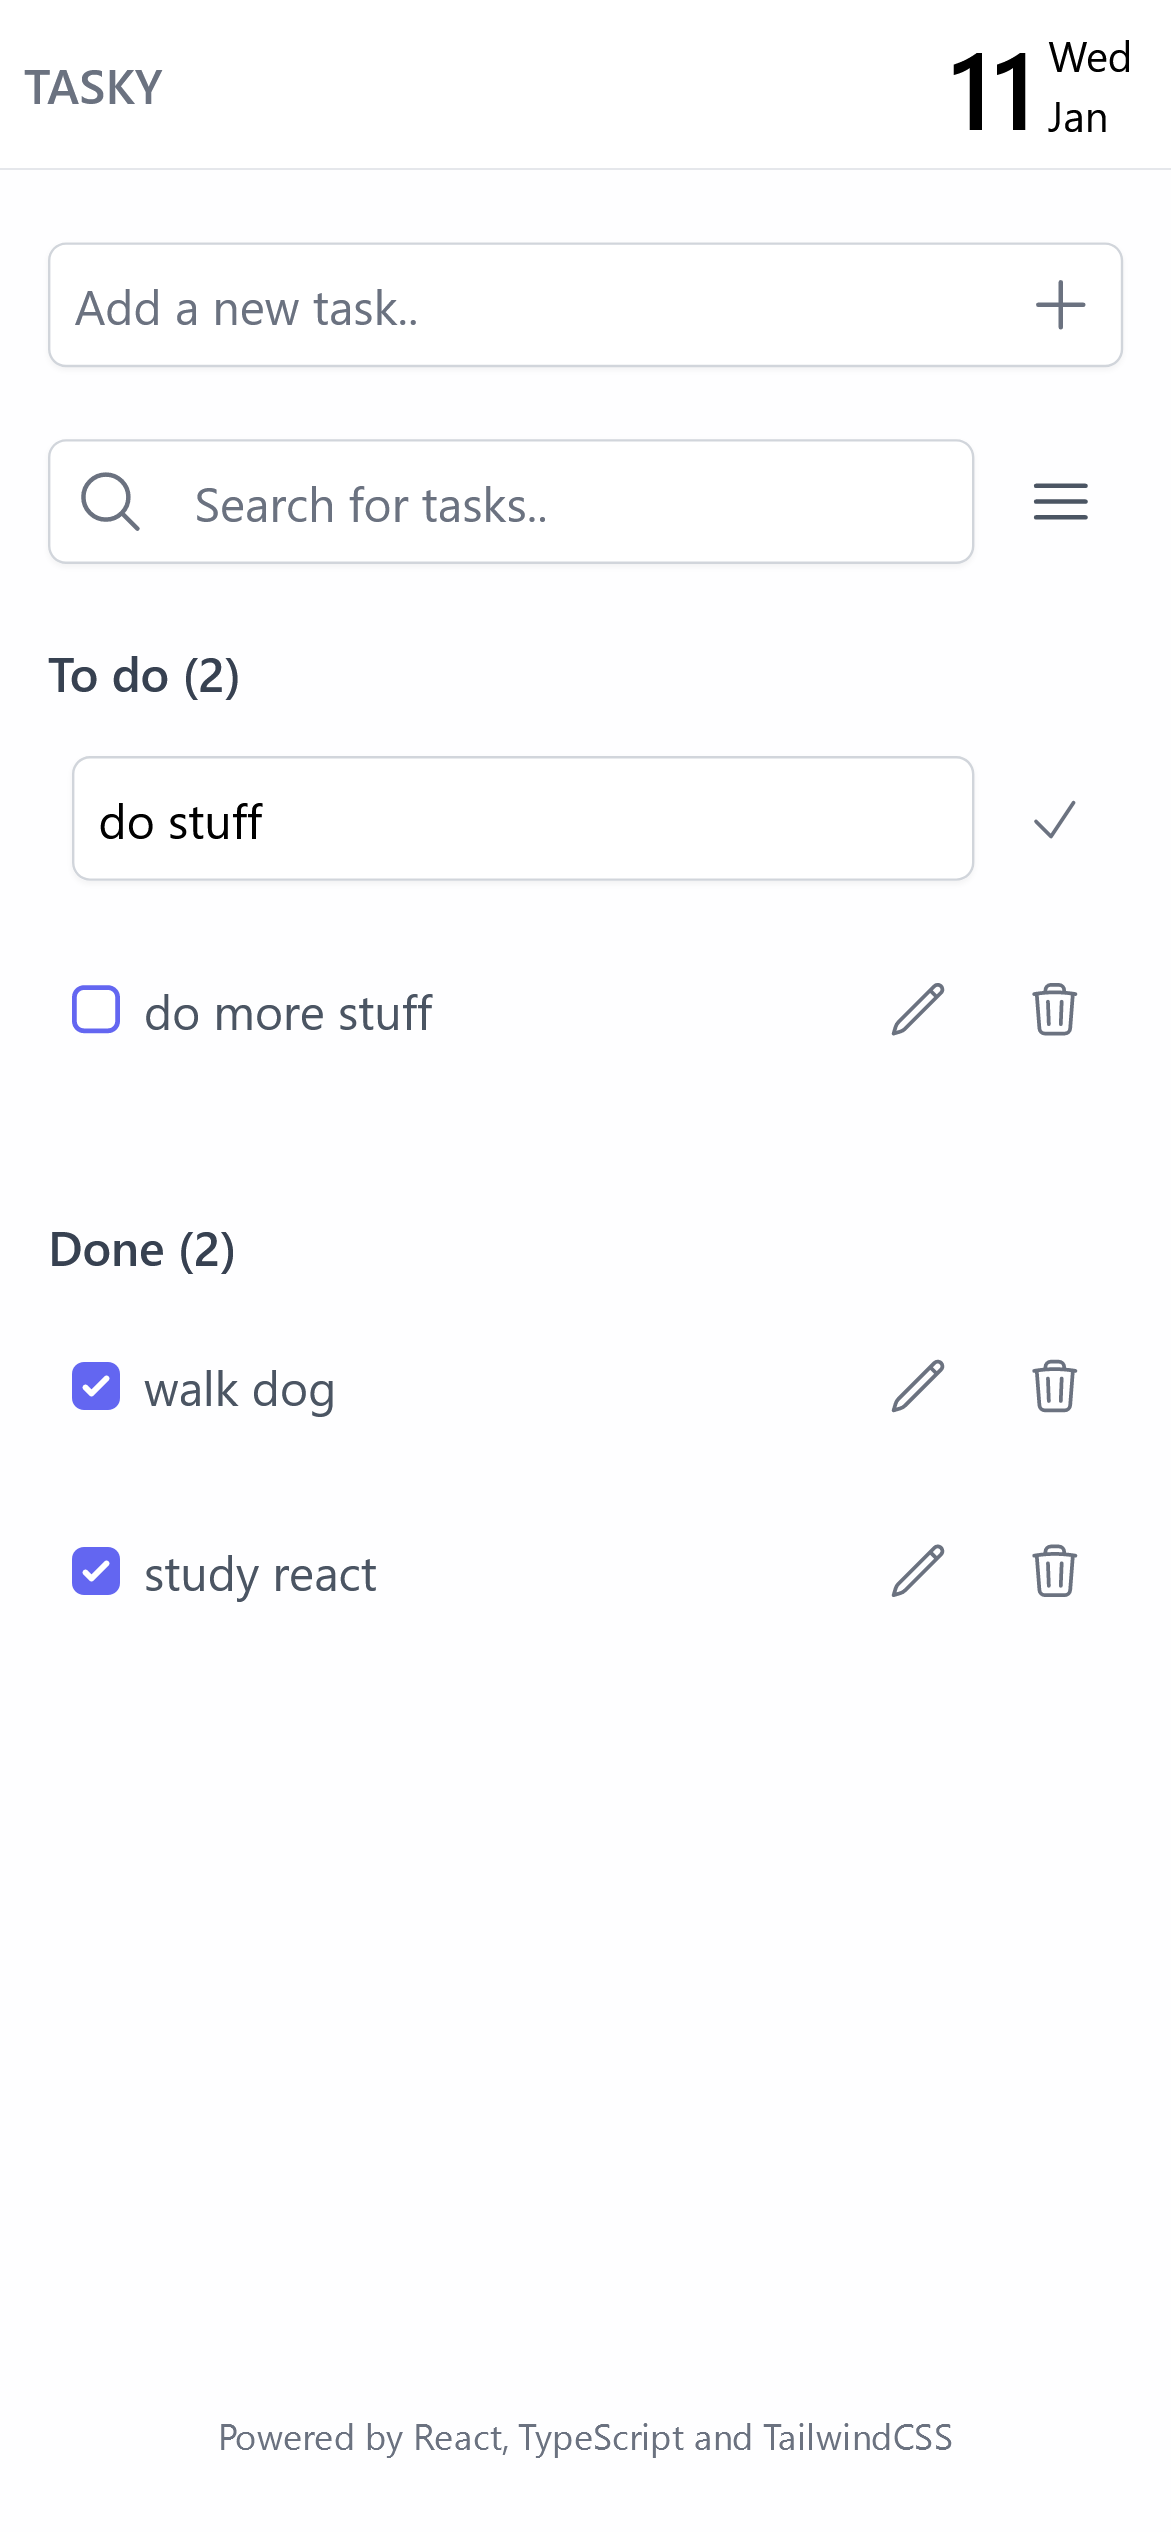 TASKY
11
Wed
Jan
Add a new task..
Search for tasks..
To do (2)
do stuff
do more stuff
Done (2)
walk dog
study react
Powered by React, TypeScript and TailwindCSS